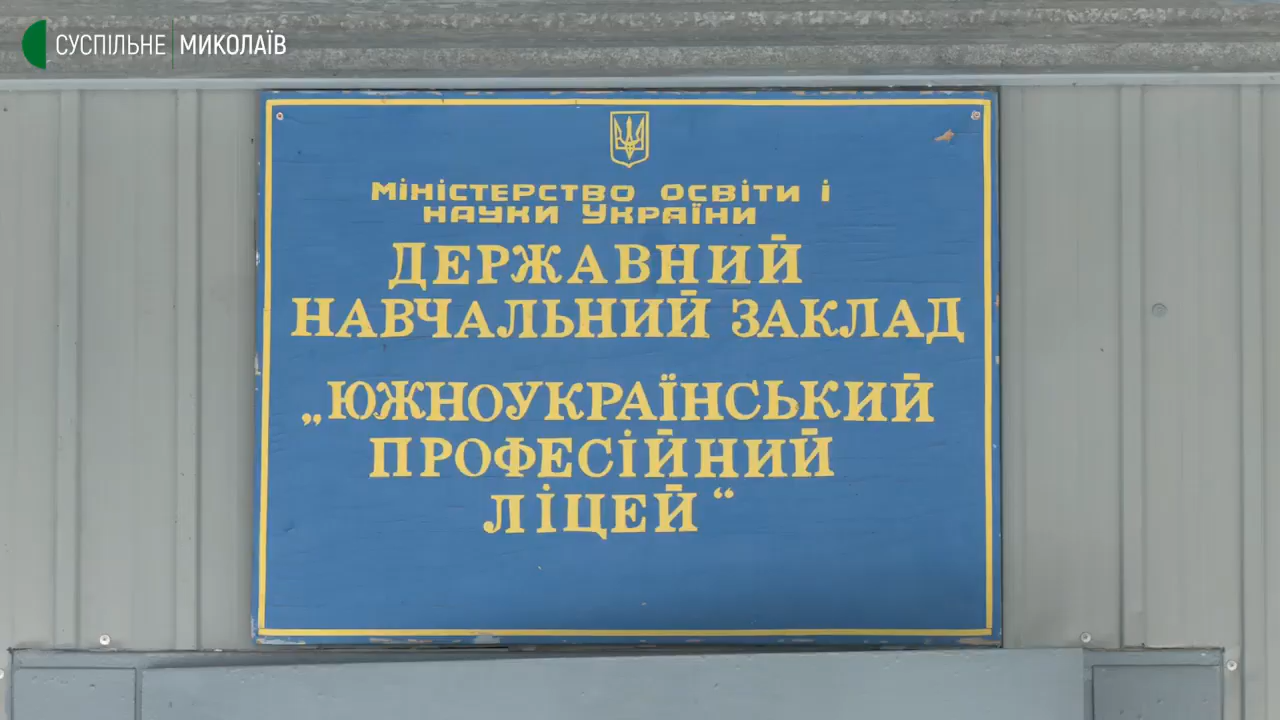 СУСПІЛЬНЕ МИКОЛАЇВ
МІНІСТЕРСТВО ОСВІТИ І
НАУКИ УКРАЇНИ
ДЕРЖАВНИЙ
НАВЧАЛЬНИЙ ЗАКЛАД
„ЮЖНОУКРАЇНСЬКИЙ
ПРОФЕСІЙНИЙ
ЛІЦЕЙ“